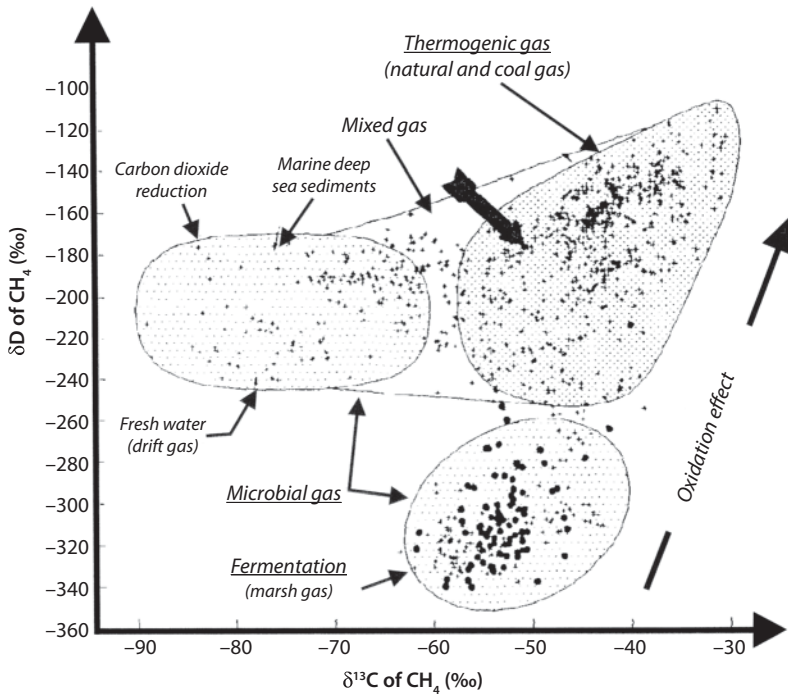 Thermogenic gas
(natural and coal gas)
Mixed gas
Carbon dioxide
reduction
Marine deep
sea sediments
Fresh water
(drift gas)
Microbial gas
Fermentation
(marsh gas)
Oxidation effect
δD of CH₄ (‰)
−100
−120
−140
−160
−180
−200
−220
−240
−260
−280
−300
−320
−340
−360
−90
−80
−70
−60
−50
−40
−30
δ¹³C of CH₄ (‰)